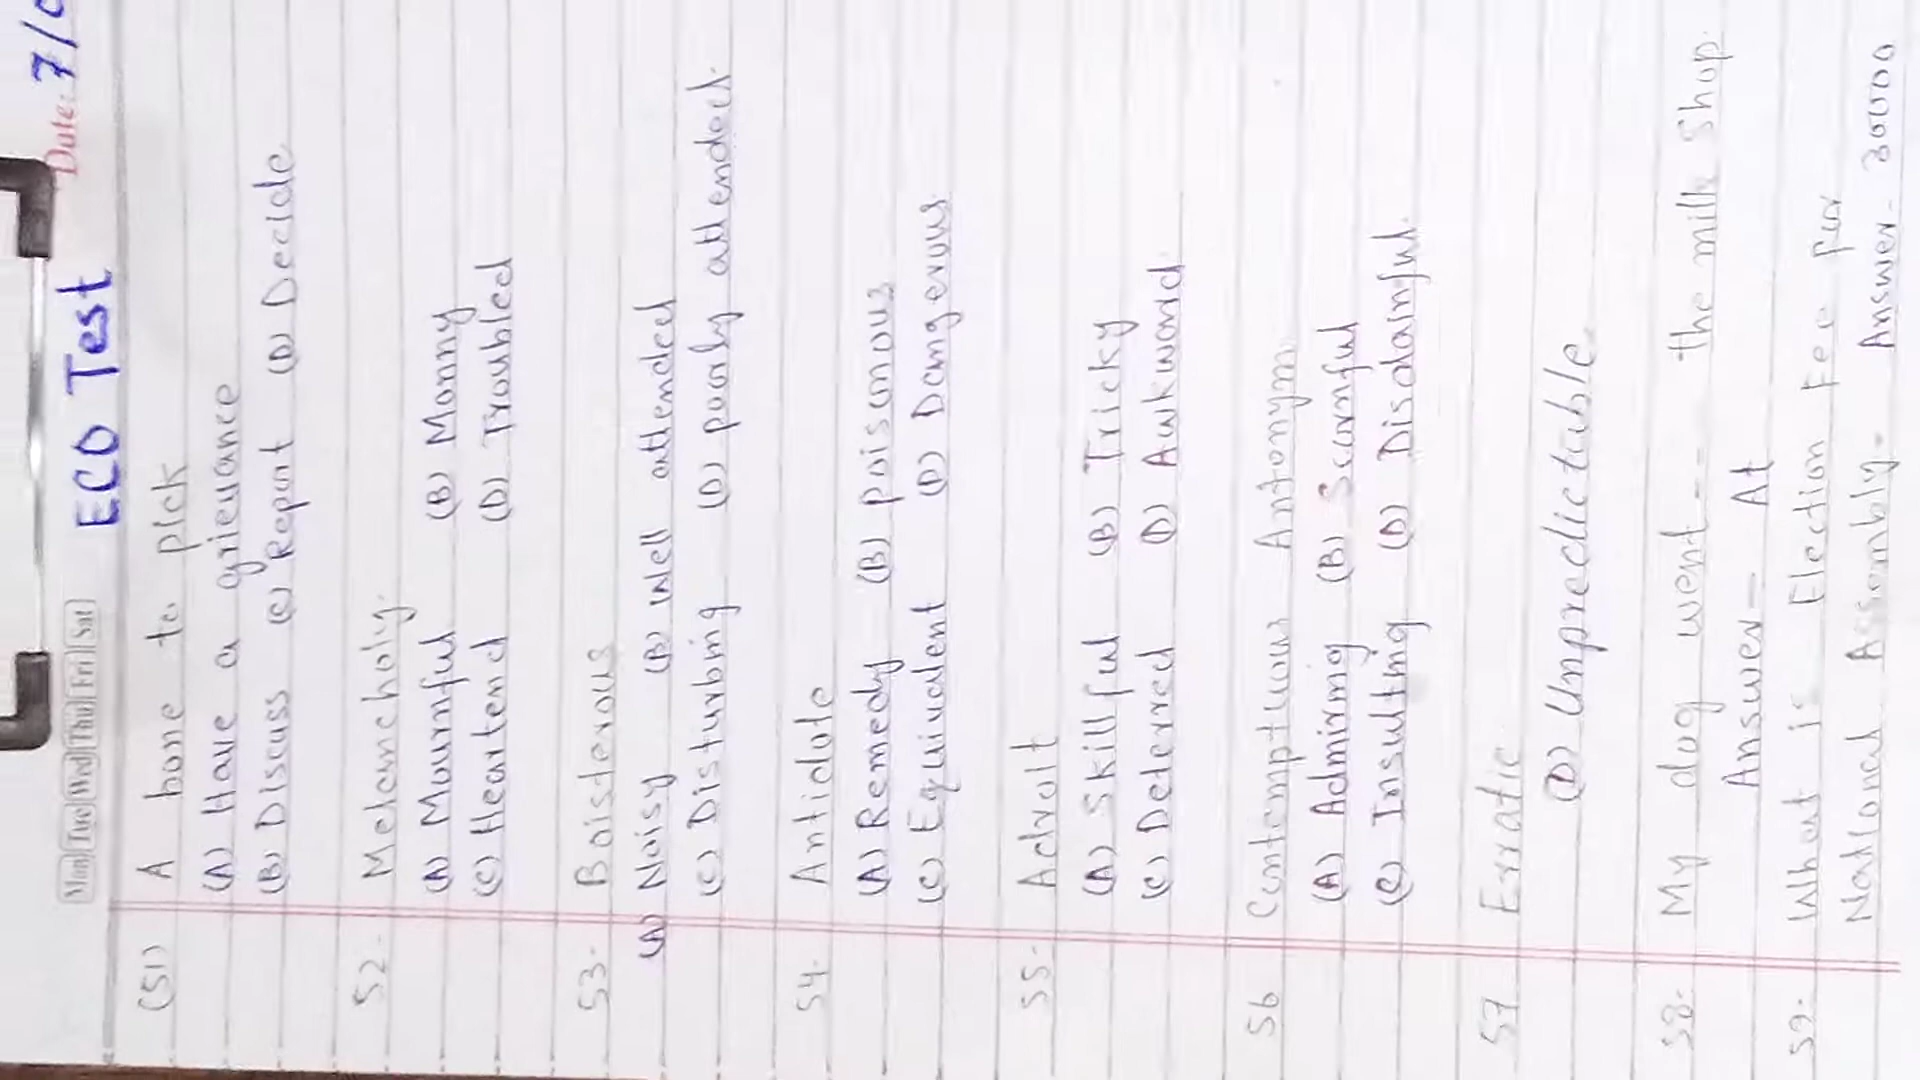 Mon Tue Wed Thu Fri Sat
Date: 7/0
ECO Test
(51) A bone to pick
(A) Have a grievance
(B) Discuss (C) Report (D) Decide
52. Melancholy.
(A) Mournful (B) Manny
(C) Heartend (D) Troubled
53. Boisterous
(A) Noisy (B) Well attended
(C) Disturbing (D) poorly attended.
54. Antidote
(A) Remedy (B) poisonous
(C) Equivalent (D) Dangerous
55. Adroit
(A) Skillful (B) Tricky
(C) Deterred (D) Awkward.
56 Contemptuous Antonym
(A) Admiring (B) Scornful
(C) Insulting (D) Disdainful.
57 Erratic
(D) Unpredictable.
58. My dog went --- the milk shop.
Answer - At
59. What is Election Fee for
National Assembly - Answer - 30000